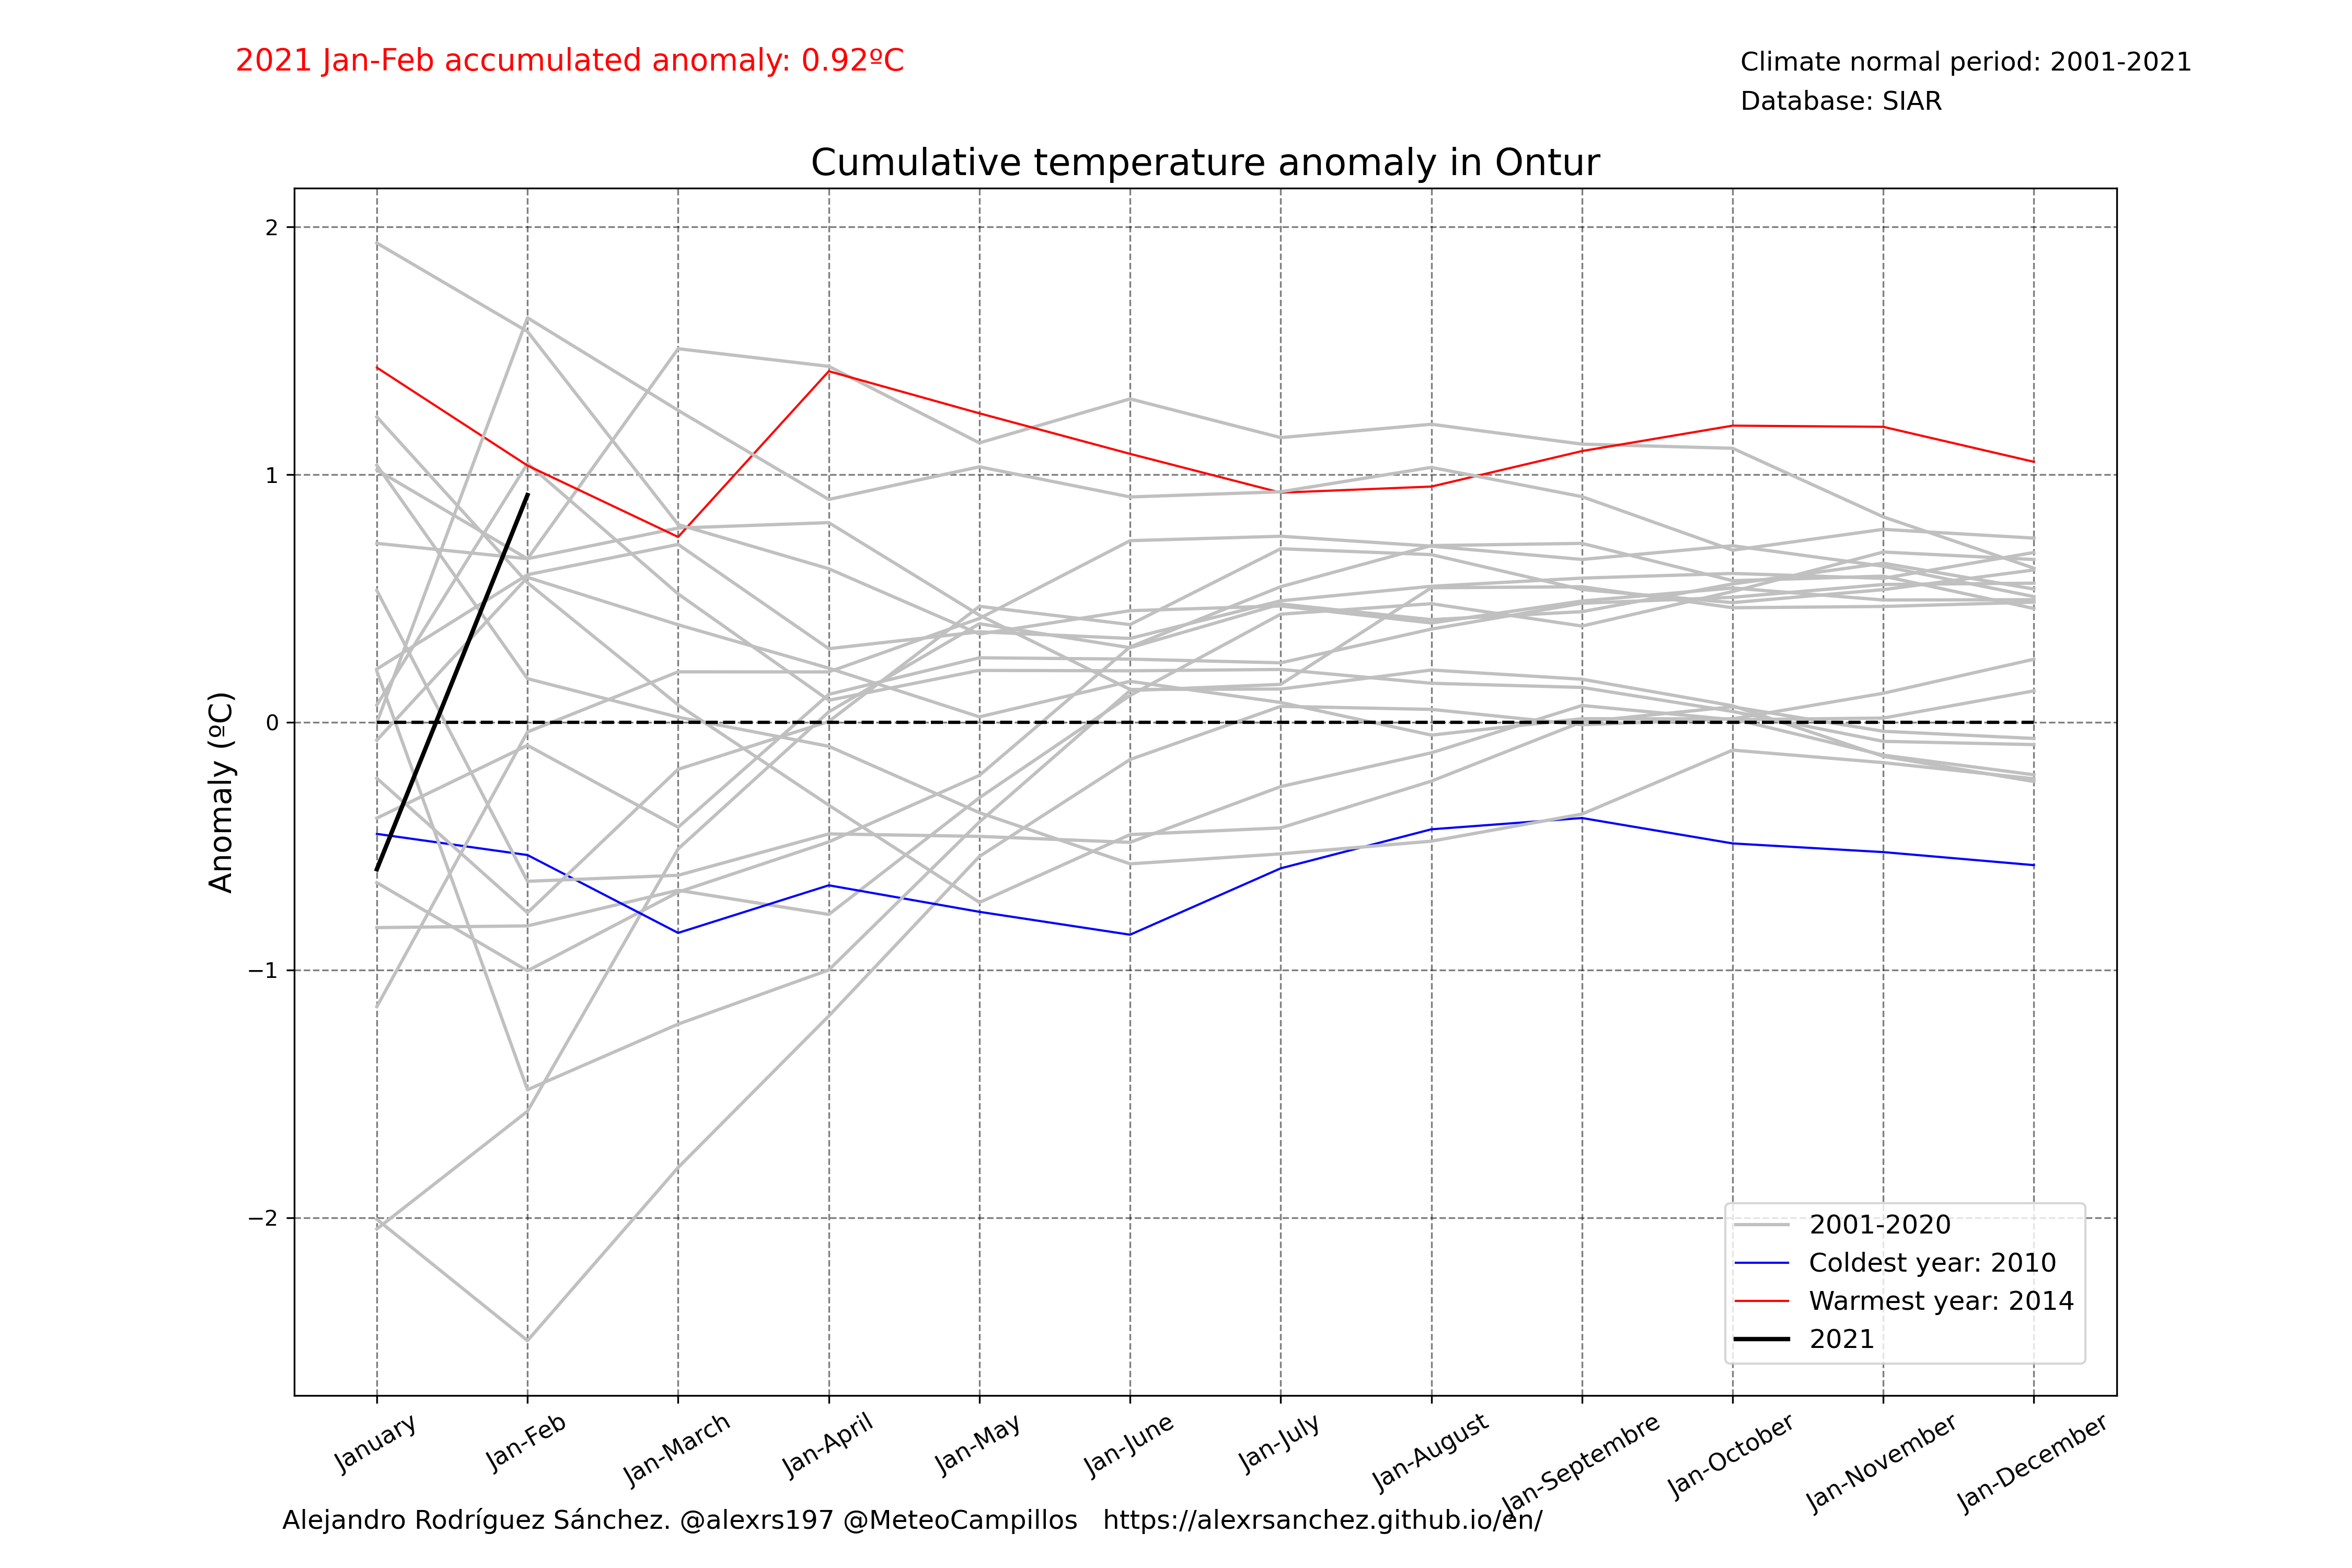 2021 Jan-Feb accumulated anomaly: 0.92ºC
Climate normal period: 2001-2021
Database: SIAR
Cumulative temperature anomaly in Ontur
Anomaly (ºC)
2
1
0
−1
−2
2001-2020
Coldest year: 2010
Warmest year: 2014
2021
January
Jan-Feb
Jan-March
Jan-April
Jan-May
Jan-June
Jan-July
Jan-August
Jan-Septembre
Jan-October
Jan-November
Jan-December
Alejandro Rodríguez Sánchez. @alexrs197 @MeteoCampillos   https://alexrsanchez.github.io/en/